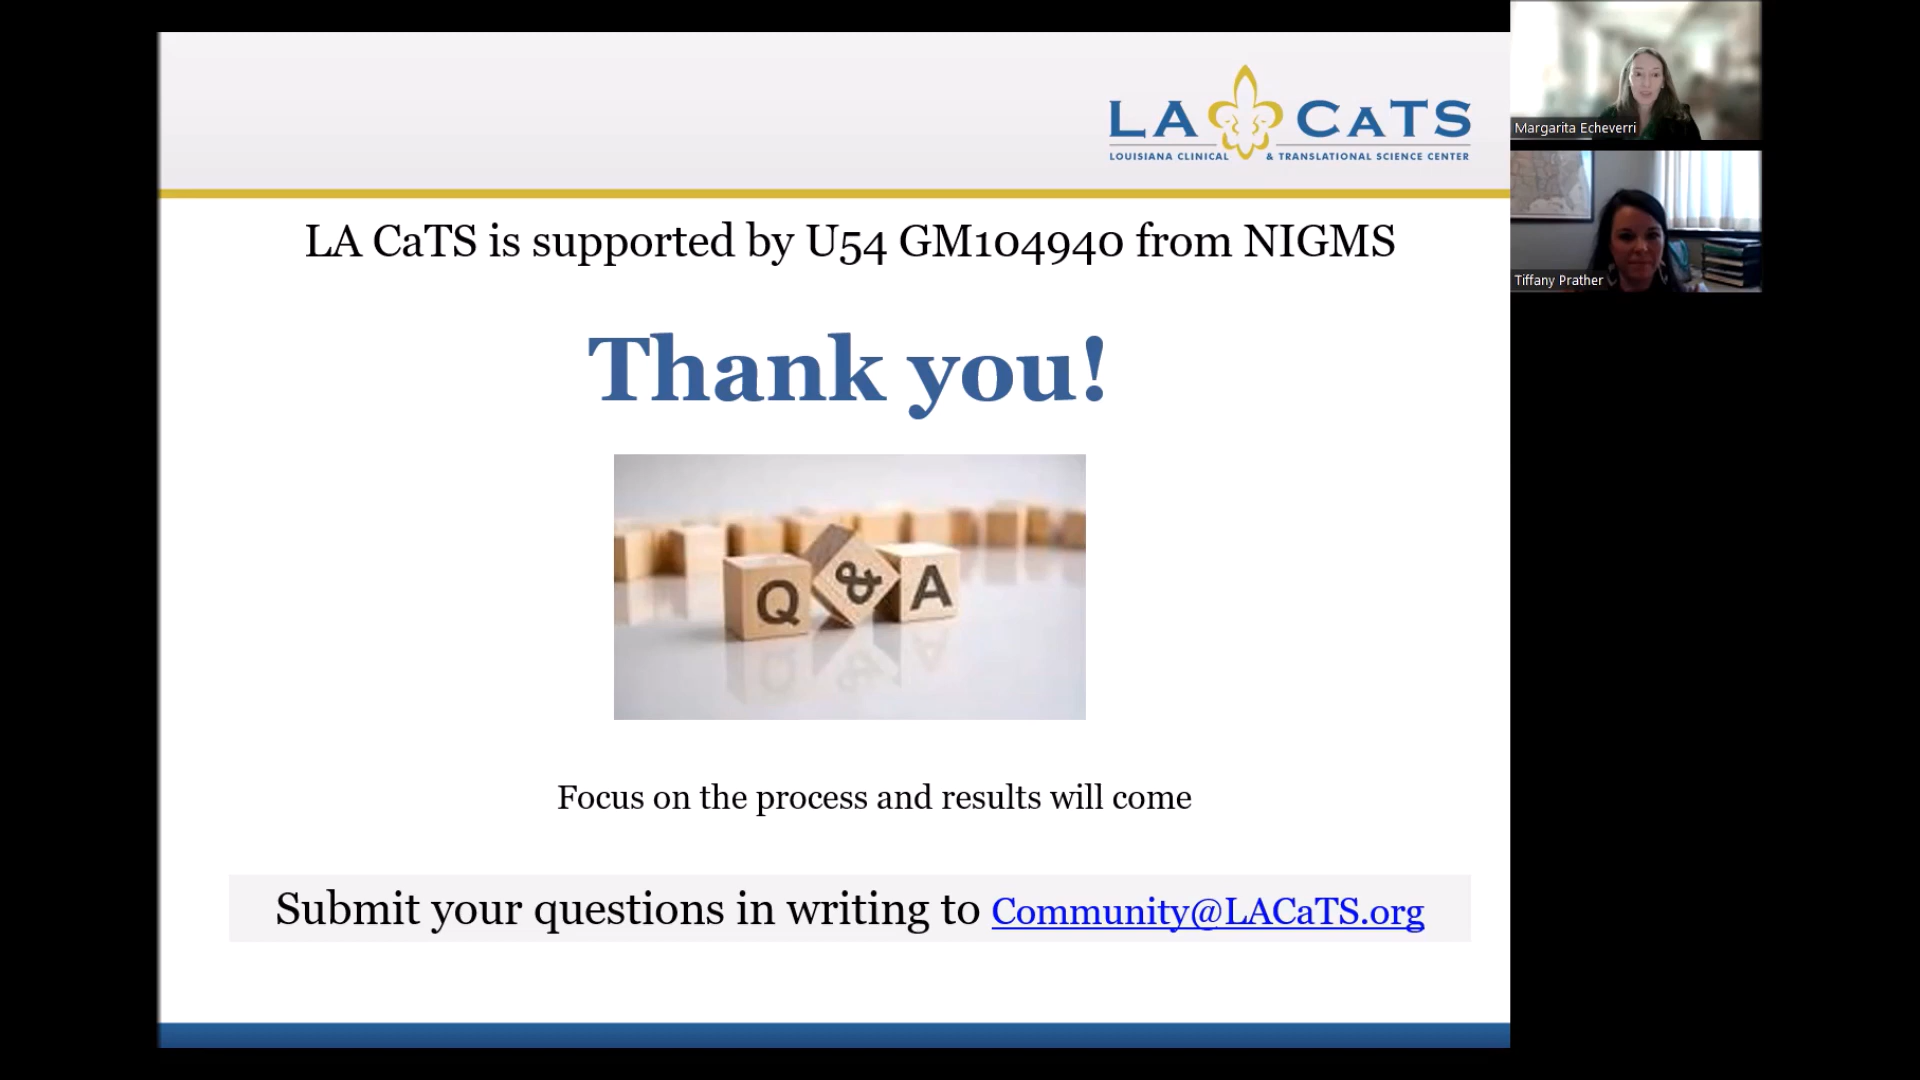 LA CATS
LOUISIANA CLINICAL & TRANSLATIONAL SCIENCE CENTER
Margarita Echeverri
Tiffany Prather
LA CaTS is supported by U54 GM104940 from NIGMS
Thank you!
Q & A
Focus on the process and results will come
Submit your questions in writing to Community@LACaTS.org